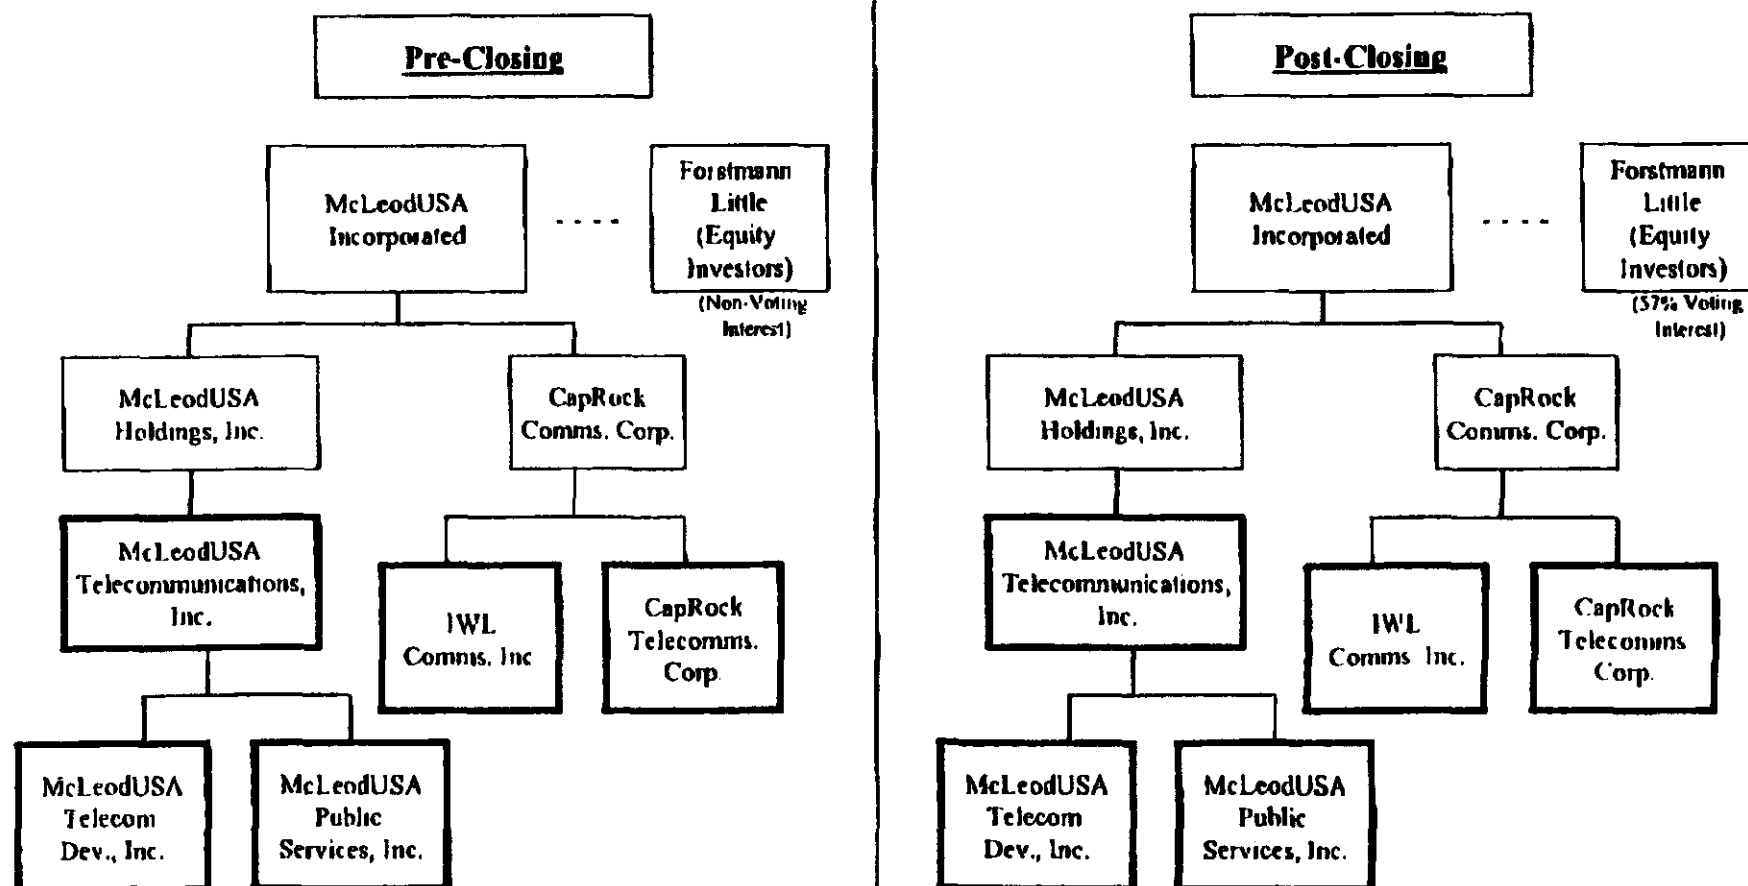 Pre-Closing
McLeodUSA
Incorporated
Forstmann
Little
(Equity
Investors)
(Non-Voting
Interest)
McLeodUSA
Holdings, Inc.
CapRock
Comms. Corp.
McLeodUSA
Telecommunications,
Inc.
IWL
Comms. Inc
CapRock
Telecomms.
Corp.
McLeodUSA
Telecom
Dev., Inc.
McLeodUSA
Public
Services, Inc.
Post-Closing
McLeodUSA
Incorporated
Forstmann
Little
(Equity
Investors)
(57% Voting
Interest)
McLeodUSA
Holdings, Inc.
CapRock
Comms. Corp.
McLeodUSA
Telecommunications,
Inc.
IWL
Comms Inc.
CapRock
Telecomms
Corp.
McLeodUSA
Telecom
Dev., Inc.
McLeodUSA
Public
Services, Inc.